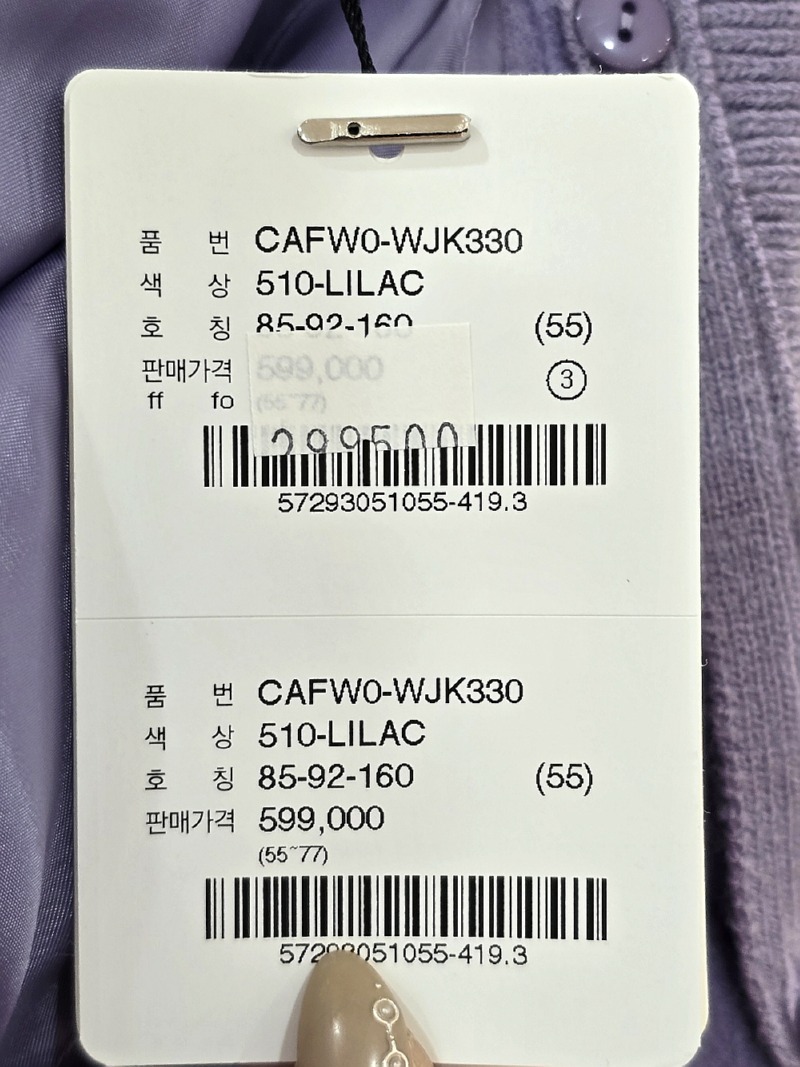 품 번 CAFW0-WJK330
색 상 510-LILAC
호 칭 85-92-160 (55)
판매가격 599,000 ③
ff fo (55~77)
299500
57293051055-419.3
품 번 CAFW0-WJK330
색 상 510-LILAC
호 칭 85-92-160 (55)
판매가격 599,000
(55~77)
57293051055-419.3